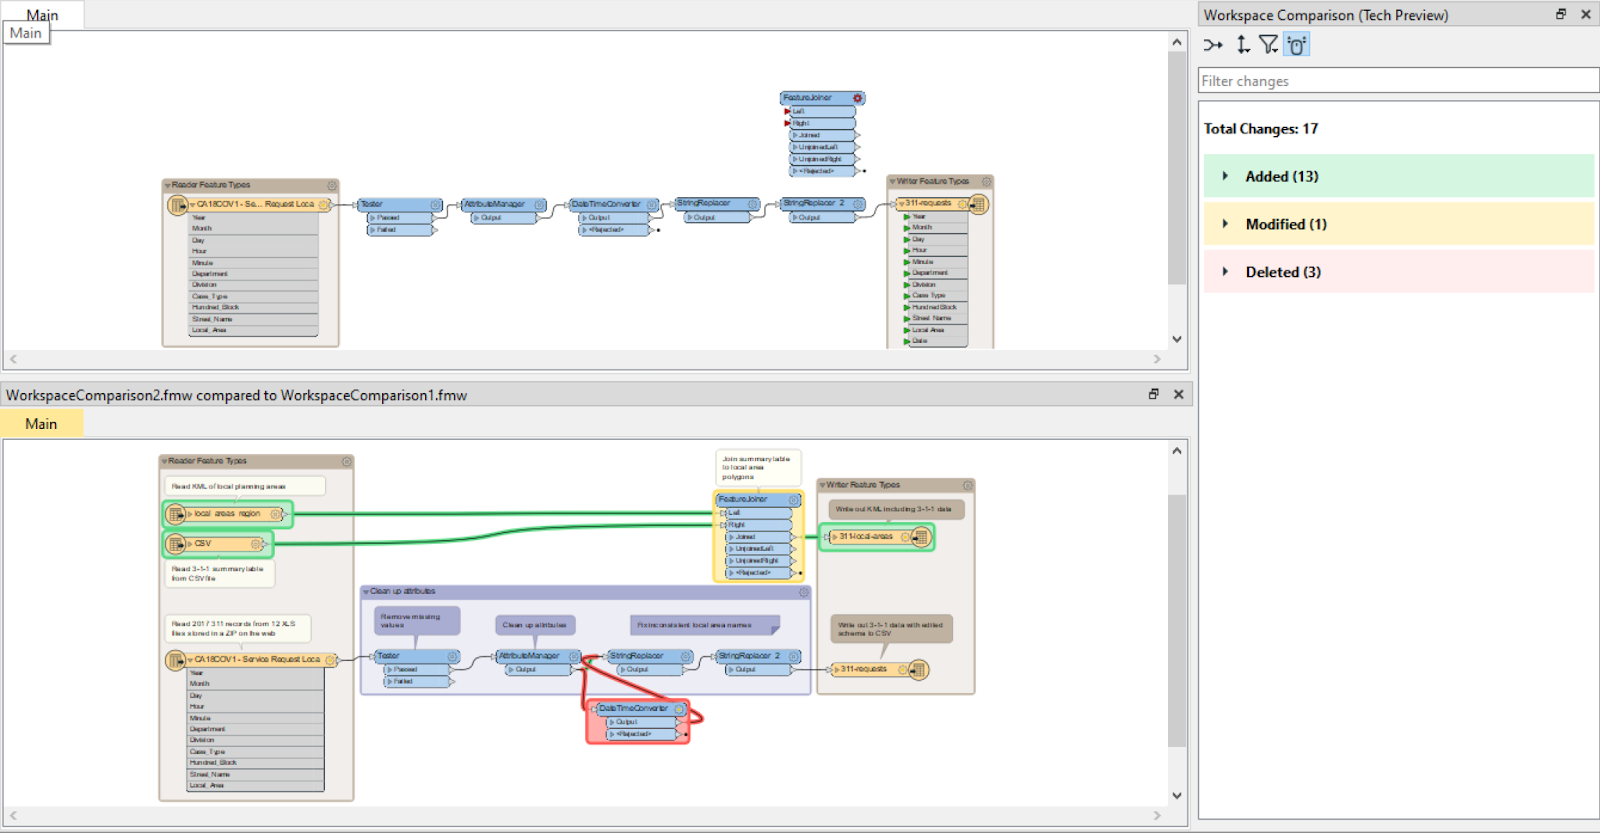 Main
Main
FeatureJoiner
Left
Right
Joined
UnjoinedLeft
UnjoinedRight
<Rejected>
Reader Feature Types
CA18COV1 - Se... Request Loca
Year
Month
Day
Hour
Minute
Department
Division
Case_Type
Hundred_Block
Street_Name
Local_Area
Tester
Passed
Failed
AttributeManager
Output
DateTimeConverter
Output
<Rejected>
StringReplacer
Output
StringReplacer_2
Output
Writer Feature Types
311-requests
Year
Month
Day
Hour
Minute
Department
Division
Case Type
Hundred Block
Street Name
Local Area
Date
WorkspaceComparison2.fmw compared to WorkspaceComparison1.fmw
Main
Reader Feature Types
Read KML of local planning areas
local_areas_region
CSV
Read 3-1-1 summary table
from CSV file
Read 2017 311 records from 12 XLS
files stored in a ZIP on the web
CA18COV1 - Service Request Loca
Year
Month
Day
Hour
Minute
Department
Division
Case_Type
Hundred_Block
Street_Name
Local_Area
Join summary table
to local area
polygons
FeatureJoiner
Left
Right
Joined
UnjoinedLeft
UnjoinedRight
<Rejected>
Writer Feature Types
Write out KML including 3-1-1 data
311-local-areas
Write out 3-1-1 data with edited
schema to CSV
311-requests
Clean up attributes
Remove missing
values
Clean up attributes
Fix inconsistent local area names
Tester
Passed
Failed
AttributeManager
Output
StringReplacer
Output
StringReplacer_2
Output
DateTimeConverter
Output
<Rejected>
Workspace Comparison (Tech Preview)
Filter changes
Total Changes: 17
Added (13)
Modified (1)
Deleted (3)